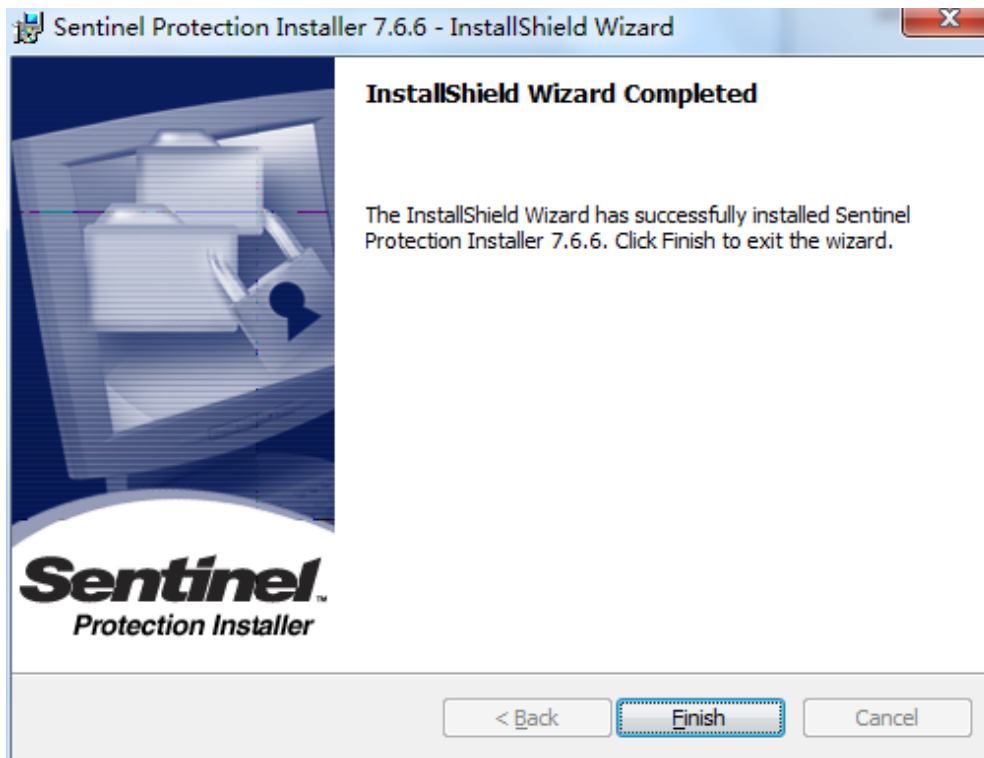 Sentinel Protection Installer 7.6.6 - InstallShield Wizard
InstallShield Wizard Completed
The InstallShield Wizard has successfully installed Sentinel
Protection Installer 7.6.6. Click Finish to exit the wizard.
Sentinel™
Protection Installer
< Back
Finish
Cancel